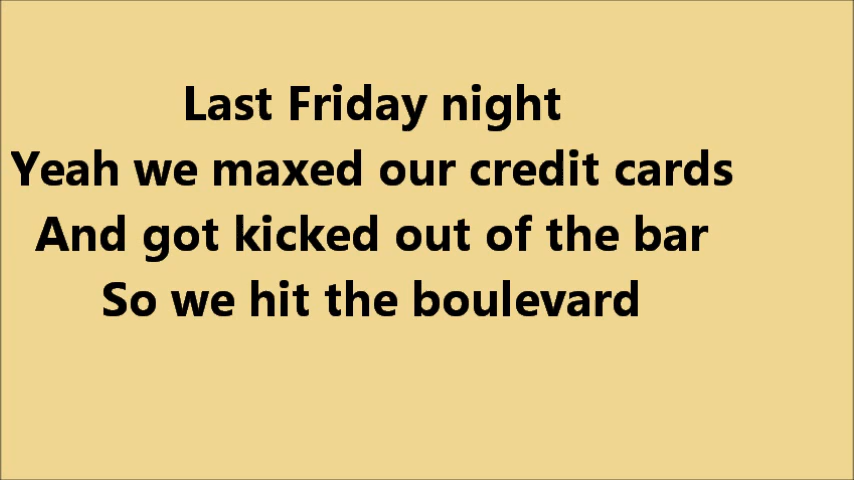 Last Friday night
Yeah we maxed our credit cards
And got kicked out of the bar
So we hit the boulevard